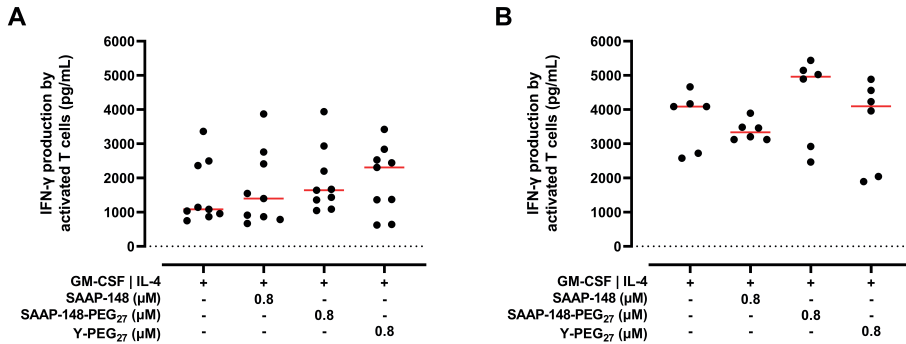 A
IFN-γ production by
activated T cells (pg/mL)
6000
5000
4000
3000
2000
1000
0
GM-CSF | IL-4 + + + +
SAAP-148 (µM) - 0.8 - -
SAAP-148-PEG27 (µM) - - 0.8 -
Y-PEG27 (µM) - - - 0.8
B
IFN-γ production by
activated T cells (pg/mL)
6000
5000
4000
3000
2000
1000
0
GM-CSF | IL-4 + + + +
SAAP-148 (µM) - 0.8 - -
SAAP-148-PEG27 (µM) - - 0.8 -
Y-PEG27 (µM) - - - 0.8